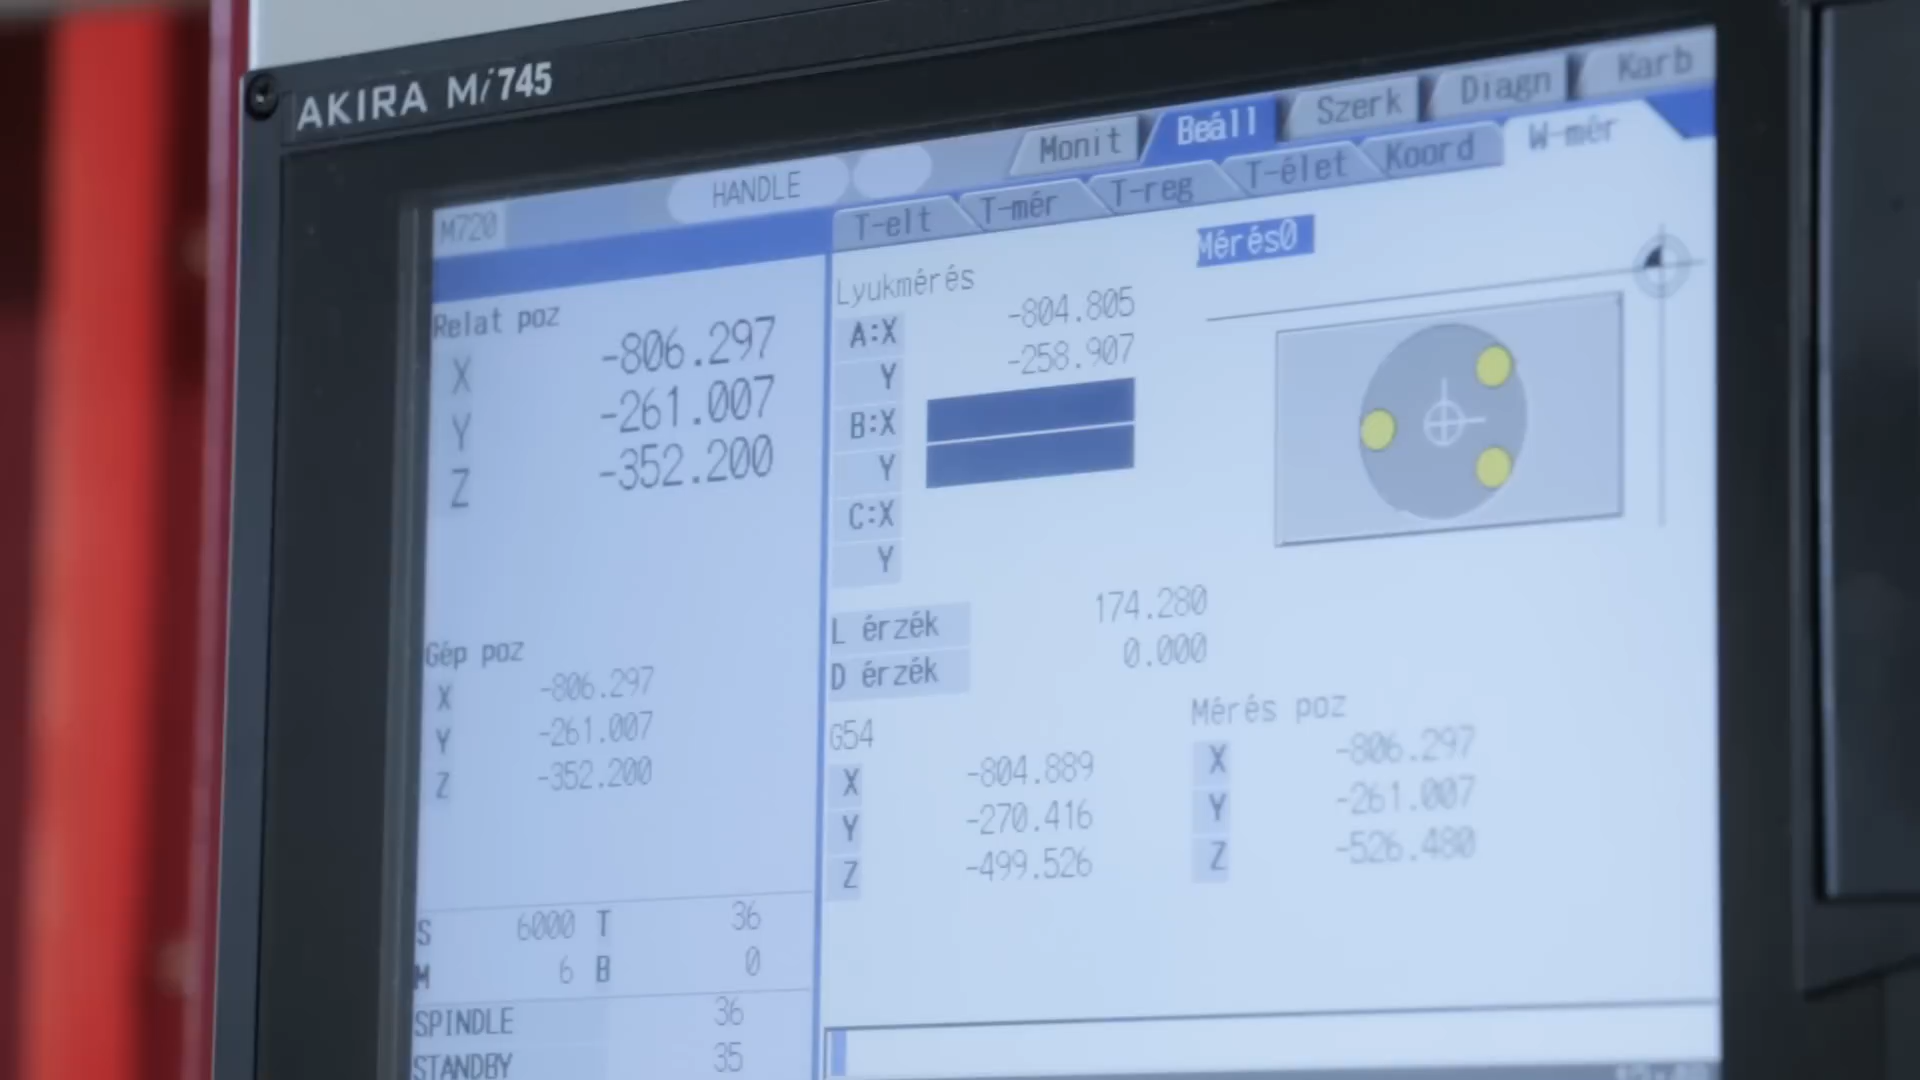 AKIRA Mi745
Monit Beáll Szerk Diagn Karb
M720 HANDLE
T-elt T-mér T-reg T-élet Koord W-mér
Relat poz
X -806.297
Y -261.007
Z -352.200
Gép poz
X -806.297
Y -261.007
Z -352.200
S 6000 T 36
M 6 B 0
SPINDLE 36
STANDBY 35
Lyukmérés
Mérés0
A:X -804.805
Y -258.907
B:X
Y
C:X
Y
L érzék 174.280
D érzék 0.000
G54
X -804.889
Y -270.416
Z -499.526
Mérés poz
X -806.297
Y -261.007
Z -526.480